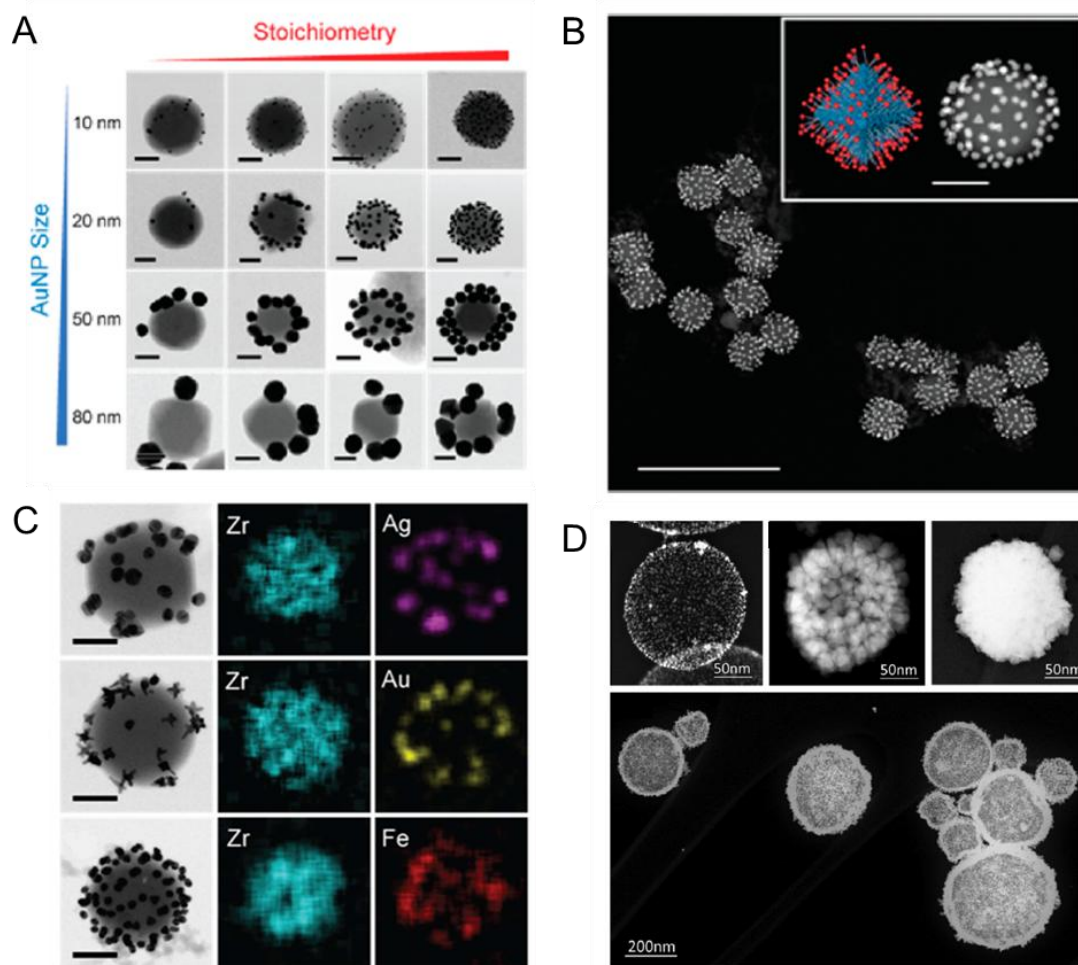 A
Stoichiometry
AuNP Size
10 nm
20 nm
50 nm
80 nm
B
C
Zr
Ag
Zr
Au
Zr
Fe
D
50nm
50nm
50nm
200nm